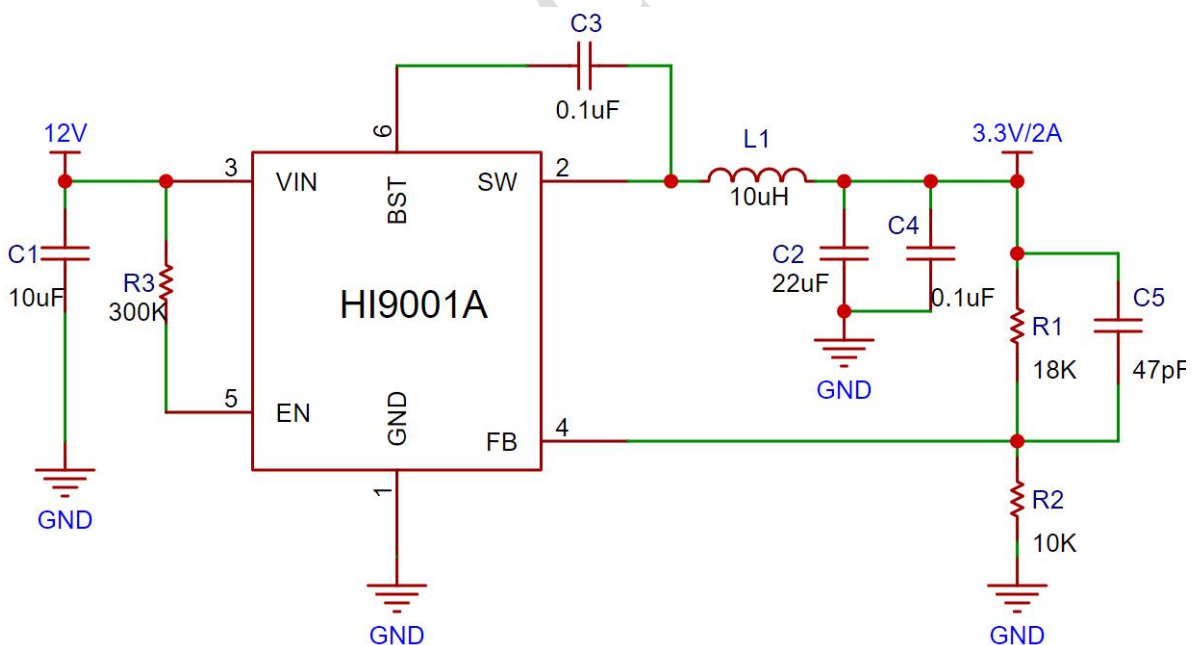 C3
0.1uF
12V
6
3.3V/2A
L1
10uH
3
VIN
BST
SW
2
C1
10uF
R3
300K
HI9001A
C2
22uF
C4
0.1uF
C5
47pF
R1
18K
GND
5
EN
GND
FB
4
1
R2
10K
GND
GND
GND